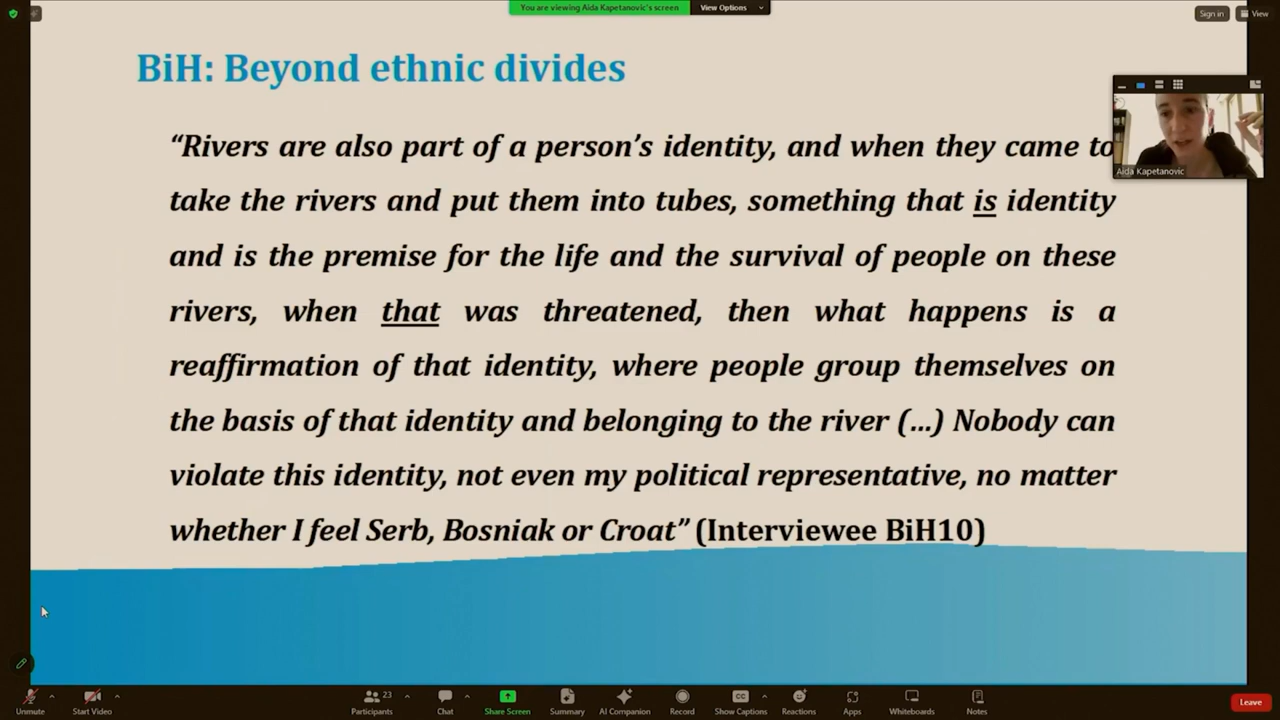 You are viewing Aida Kapetanovic's screen
View Options
Sign in
View
BiH: Beyond ethnic divides
Aida Kapetanovic
“Rivers are also part of a person’s identity, and when they came to
take the rivers and put them into tubes, something that is identity
and is the premise for the life and the survival of people on these
rivers, when that was threatened, then what happens is a
reaffirmation of that identity, where people group themselves on
the basis of that identity and belonging to the river (...) Nobody can
violate this identity, not even my political representative, no matter
whether I feel Serb, Bosniak or Croat” (Interviewee BiH10)
Unmute
Start Video
Participants
23
Chat
Share Screen
Summary
AI Companion
Record
Show Captions
Reactions
Apps
Whiteboards
Notes
Leave